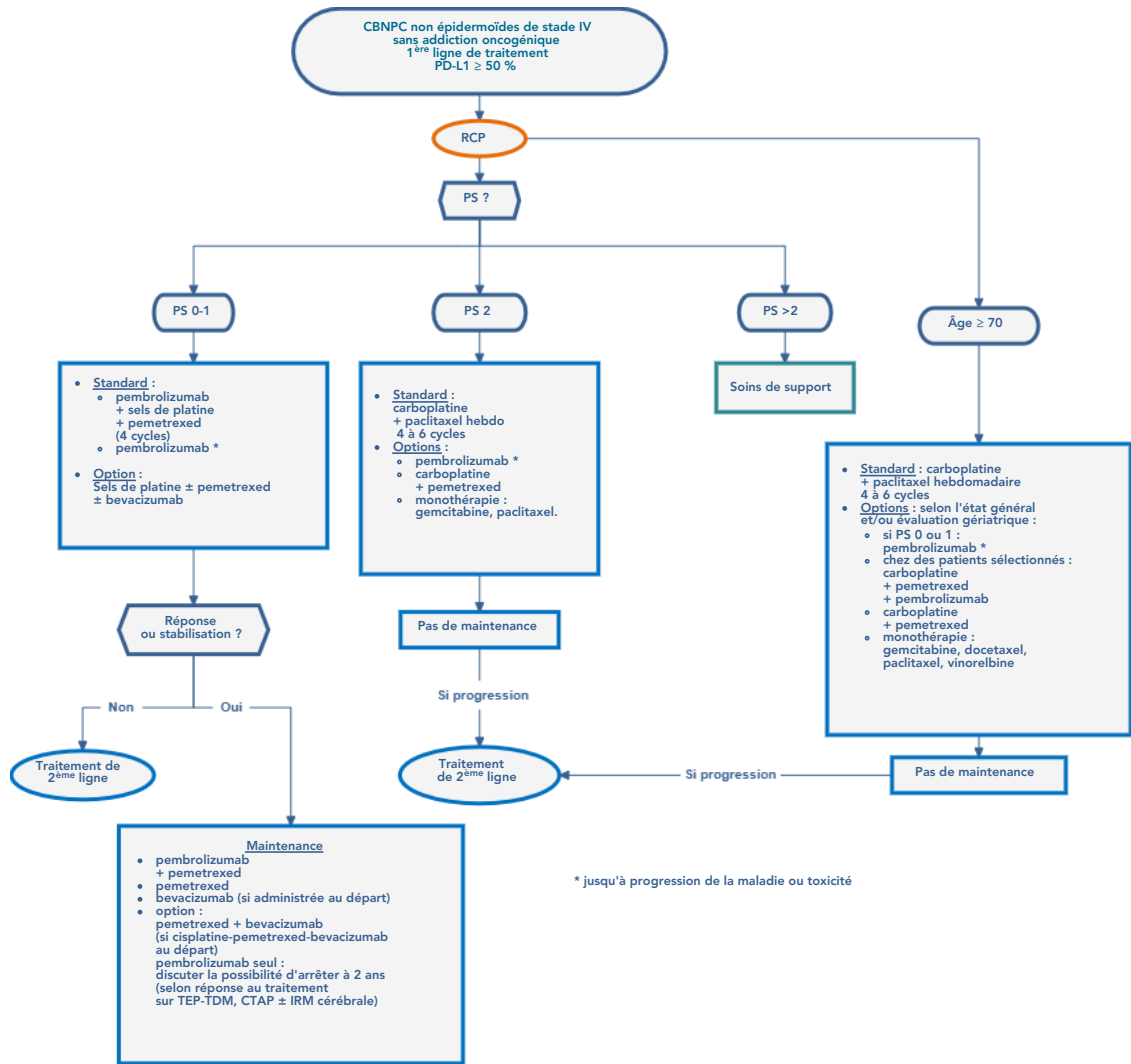 CBNPC non épidermoïdes de stade IV
sans addiction oncogénique
1ère ligne de traitement
PD-L1 ≥ 50 %
RCP
PS ?
PS 0-1
PS 2
PS >2
Âge ≥ 70
• Standard :
◦ pembrolizumab
+ sels de platine
+ pemetrexed
(4 cycles)
◦ pembrolizumab *
• Option :
Sels de platine ± pemetrexed
± bevacizumab
• Standard :
carboplatine
+ paclitaxel hebdo
4 à 6 cycles
• Options :
◦ pembrolizumab *
◦ carboplatine
+ pemetrexed
◦ monothérapie :
gemcitabine, paclitaxel.
Soins de support
• Standard : carboplatine
+ paclitaxel hebdomadaire
4 à 6 cycles
• Options : selon l'état général
et/ou évaluation gériatrique :
◦ si PS 0 ou 1 :
pembrolizumab *
◦ chez des patients sélectionnés :
carboplatine
+ pemetrexed
+ pembrolizumab
◦ carboplatine
+ pemetrexed
◦ monothérapie :
gemcitabine, docetaxel,
paclitaxel, vinorelbine
Réponse
ou stabilisation ?
Pas de maintenance
Si progression
Non
Oui
Traitement de
2ème ligne
Traitement
de 2ème ligne
Si progression
Pas de maintenance
Maintenance
• pembrolizumab
+ pemetrexed
• pemetrexed
• bevacizumab (si administrée au départ)
• option :
pemetrexed + bevacizumab
(si cisplatine-pemetrexed-bevacizumab
au départ)
pembrolizumab seul :
discuter la possibilité d'arrêter à 2 ans
(selon réponse au traitement
sur TEP-TDM, CTAP ± IRM cérébrale)
* jusqu'à progression de la maladie ou toxicité